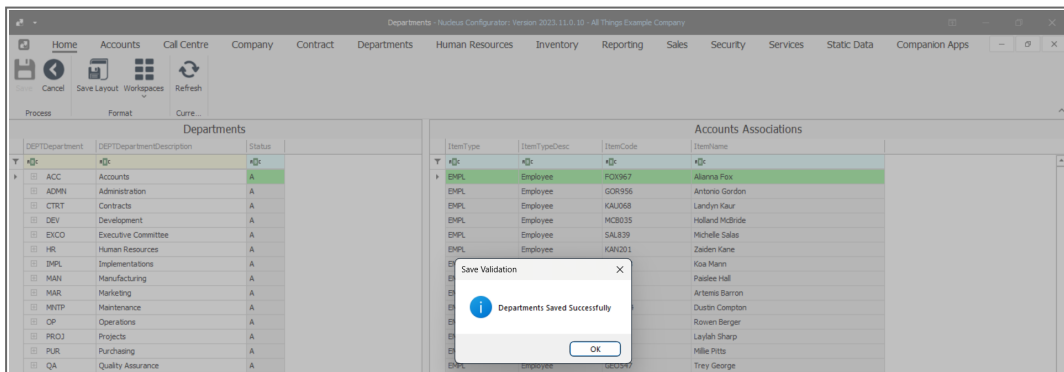 Departments - Nucleus Configurator: Version 2023.11.0.10 - All Things Example Company
Home Accounts Call Centre Company Contract Departments Human Resources Inventory Reporting Sales Security Services Static Data Companion Apps
Save Cancel Save Layout Workspaces Refresh
Process Format Curre...
Departments Accounts Associations
DEPTDepartment DEPTDepartmentDescription Status ItemType ItemTypeDesc ItemCode ItemName
ACC Accounts A EMPL Employee FOX967 Alianna Fox
ADMN Administration A EMPL Employee GOR956 Antonio Gordon
CTRT Contracts A EMPL Employee KAU068 Landyn Kaur
DEV Development A EMPL Employee MCB035 Holland McBride
EXCO Executive Committee A EMPL Employee SAL839 Michelle Salas
HR Human Resources A EMPL Employee KAN201 Zaiden Kane
IMPL Implementations A Koa Mann
Save Validation
MAN Manufacturing A Paislee Hall
MAR Marketing A Artemis Barron
MNTP Maintenance A Dustin Compton
Departments Saved Successfully
OP Operations A Rowen Berger
PROJ Projects A Laylah Sharp
PUR Purchasing A Millie Pitts
OK
QA Quality Assurance A EMPL Employee GEO547 Trey George